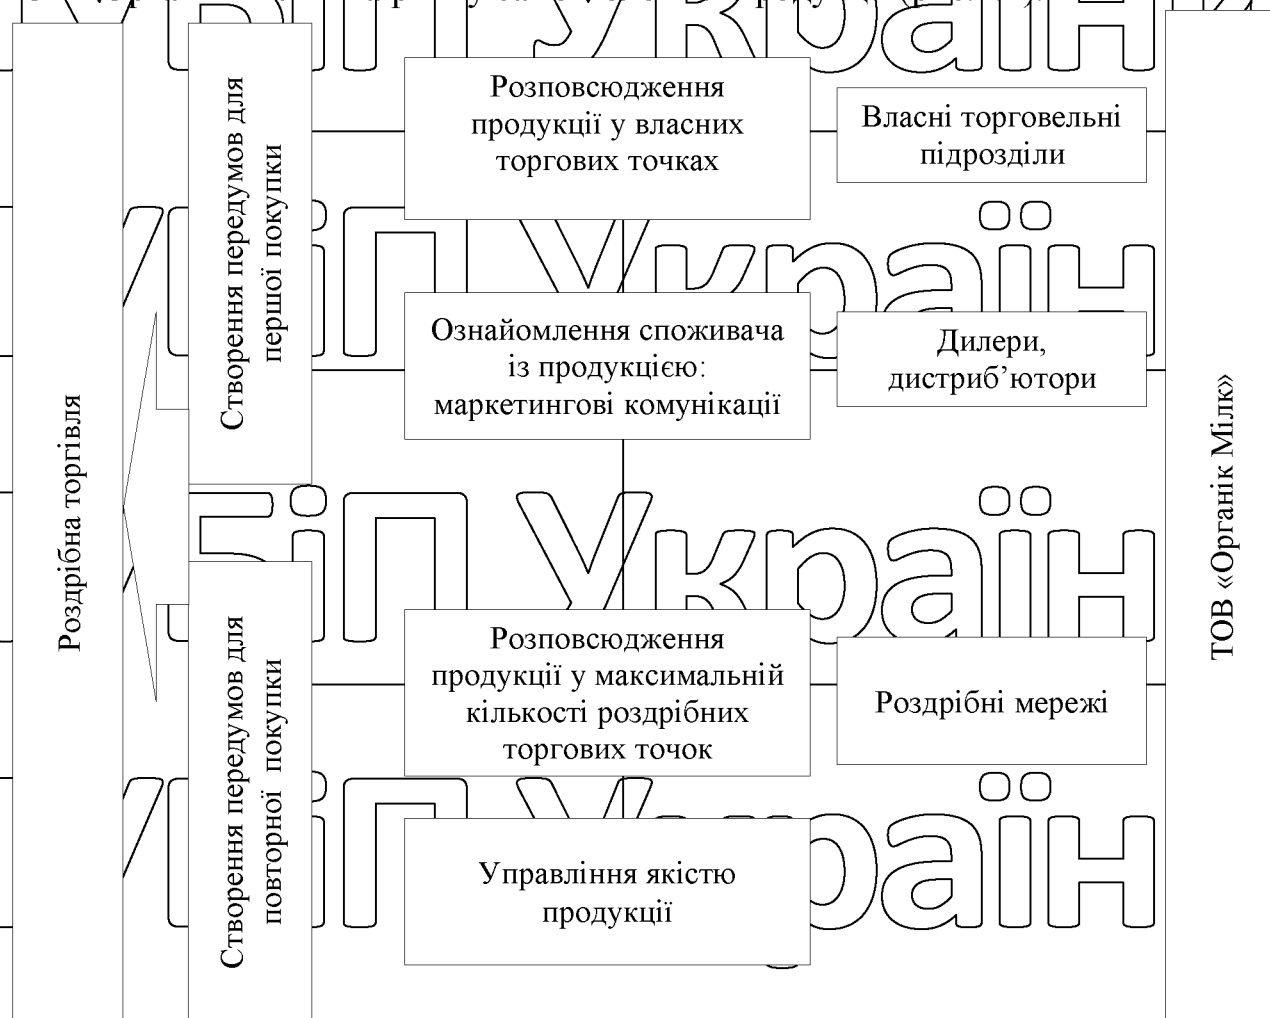 Розповсюдження
продукції у власних
торгових точках
Власні торговельні
підрозділи
Створення передумов для
першої покупки
Ознайомлення споживача
із продукцією:
маркетингові комунікації
Дилери,
дистриб’ютори
Роздрібна торгівля
ТОВ «Органік Мілк»
Створення передумов для
повторної покупки
Розповсюдження
продукції у максимальній
кількості роздрібних
торгових точок
Роздрібні мережі
Управління якістю
продукції